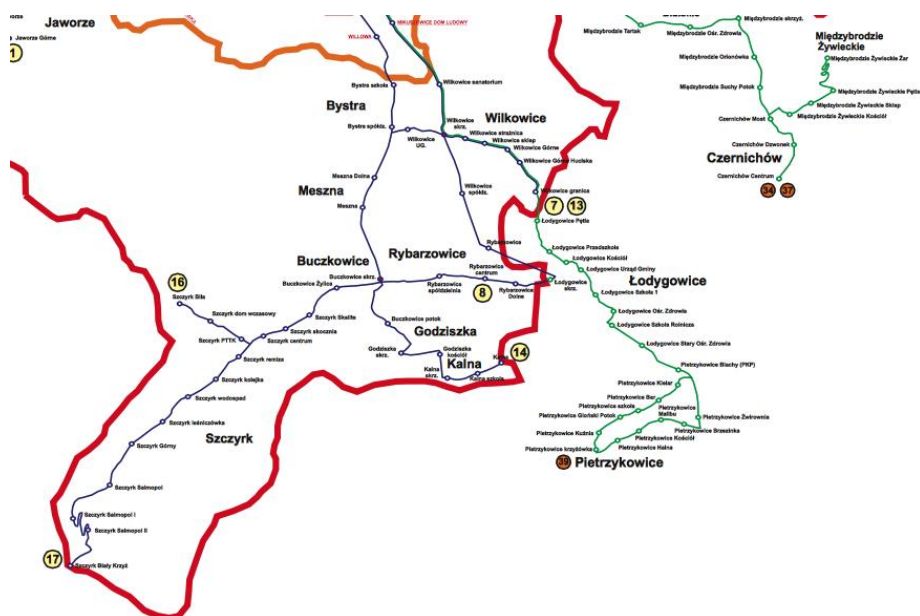 Jaworze
Jaworze Górna
1
WILLOWA
MIKUSZOWICE DOM LUDOWY
Międzybrodzie Tartak
Międzybrodzie Ośr. Zdrowia
Międzybrodzie skrzyż.
Międzybrodzie
Żywieckie
Międzybrodzie Gronówka
Międzybrodzie Żywieckie Żar
Międzybrodzie Suchy Potok
Międzybrodzie Żywieckie Pętla
Międzybrodzie Żywieckie Sklep
Międzybrodzie Żywieckie Kościół
Czernichów Most
Czernichów Dzwonek
Czernichów
Czernichów Centrum
34
37
Bystra szkoła
Wilkowice sanatorium
Bystra
Wilkowice
Bystra spółdz.
Wilkowice
skrz.
Wilkowice strażnica
Wilkowice sklep
Wilkowice
UG.
Wilkowice Górne
Wilkowice Górne Huciska
Meszna Dolna
Meszna
Meszna
Wilkowice
spółdz.
Wilkowice granica
7
13
Łodygowice Pętla
Rybarzowice
Rybarzowice
Łodygowice Przedszkole
Łodygowice Kościół
Łodygowice Urząd Gminy
Buczkowice
Buczkowice skrz.
Rybarzowice
centrum
Łodygowice
Łodygowice
skrz.
Buczkowice Żylica
Rybarzowice
spółdzielnia
8
Rybarzowice
Dolne
Łodygowice Szkoła 1
16
Szczyrk Biła
Szczyrk dom wczasowy
Szczyrk Skalite
Buczkowice potok
Łodygowice Ośr. Zdrowia
Łodygowice Szkoła Rolnicza
Szczyrk skocznia
Szczyrk PTTK
Szczyrk centrum
Godziszka
Godziszka
skrz.
Godziszka
kościół
Łodygowice Stary Ośr. Zdrowia
Szczyrk remiza
Kalna
Kalna
14
Kalna
skrz.
Kalna szkoła
Pietrzykowice Blachy (PKP)
Szczyrk kolejka
Pietrzykowice Kielar
Szczyrk wodospad
Pietrzykowice Bar
Pietrzykowice szkoła
Pietrzykowice
Malibu
Pietrzykowice Gloński Potok
Pietrzykowice Żwirownia
Szczyrk leśniczówka
Pietrzykowice Brzezinka
Szczyrk
Pietrzykowice Kuźnia
Pietrzykowice Kościół
Szczyrk Górny
Pietrzykowice Halna
Pietrzykowice krzyżówka
39
Pietrzykowice
Szczyrk Salmopol
Szczyrk Salmopol I
Szczyrk Salmopol II
17
Szczyrk Biały Krzyż